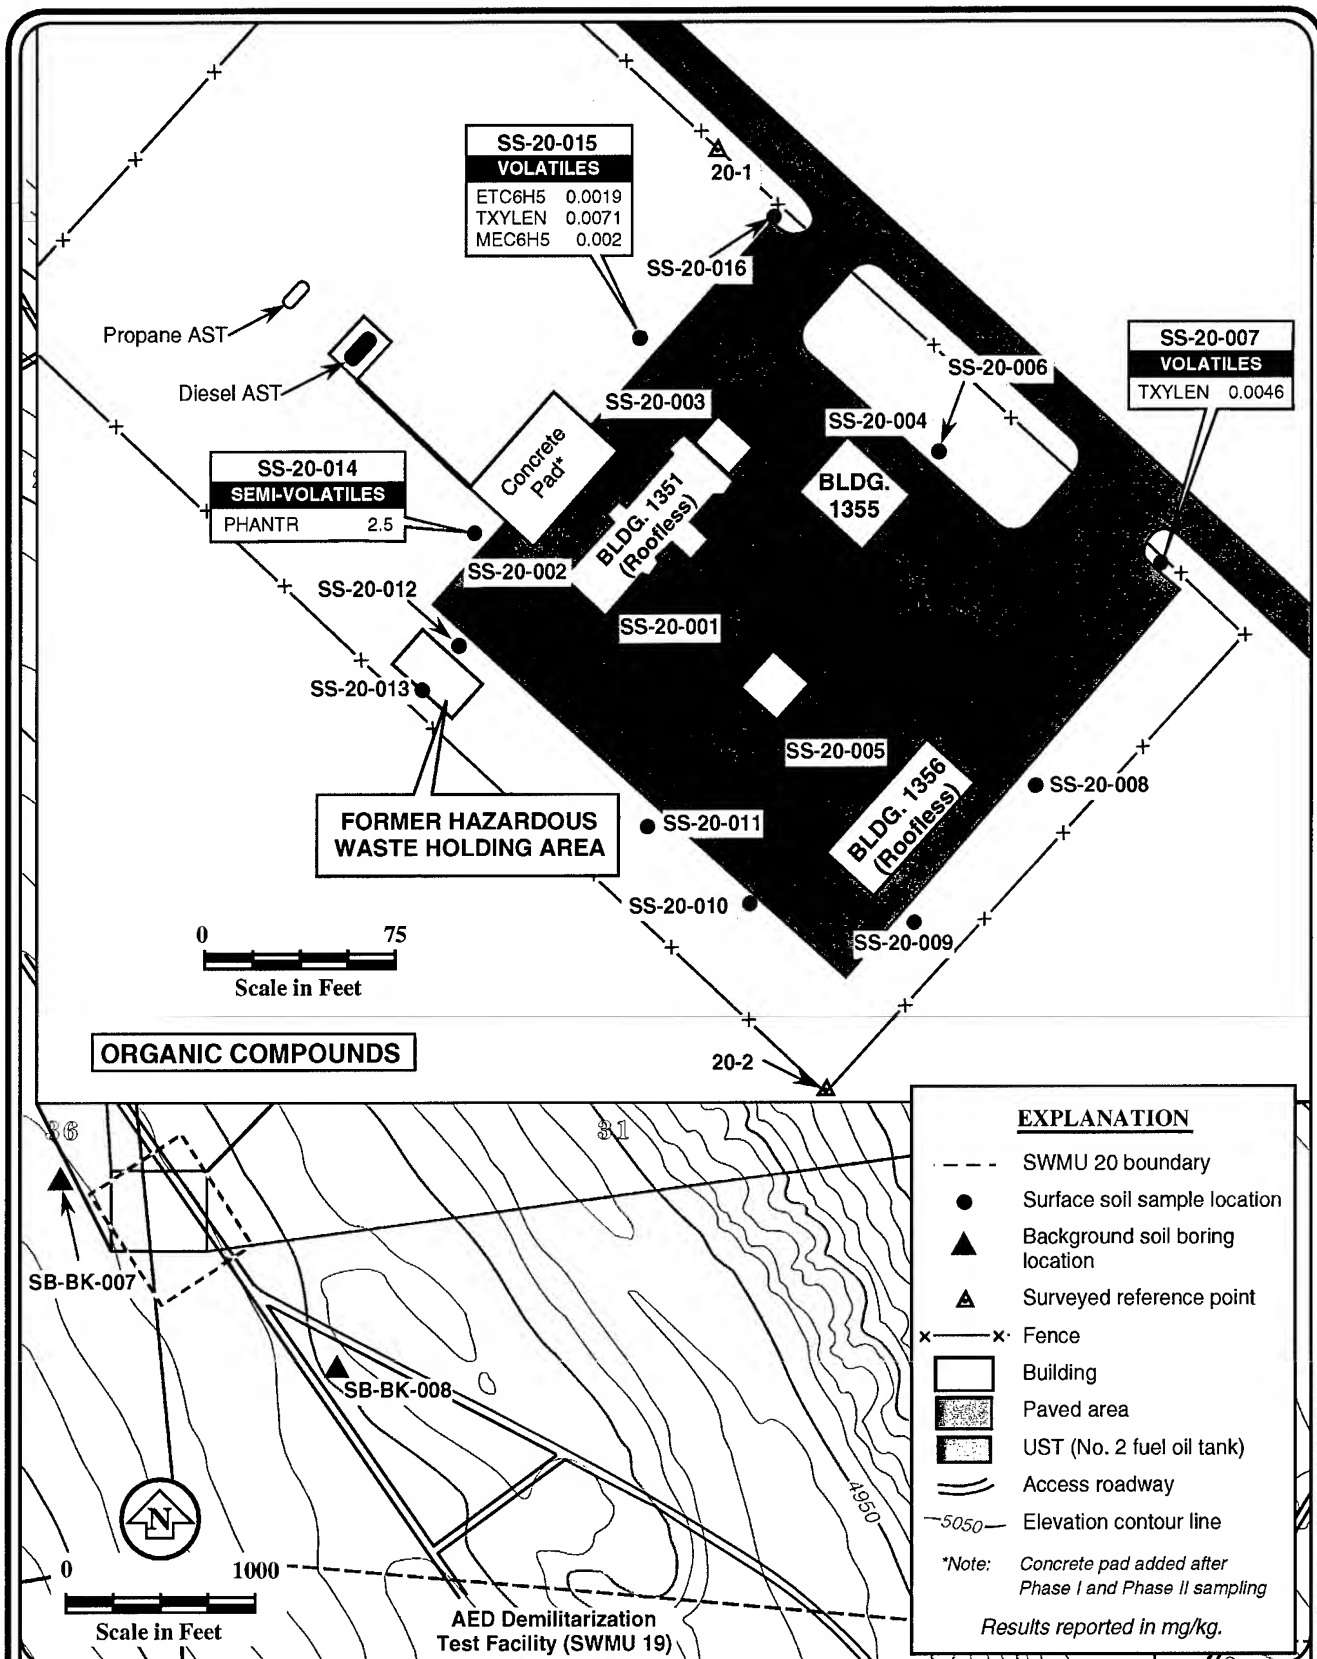 SS-20-015
VOLATILES
ETC6H5 0.0019
TXYLEN 0.0071
MEC6H5 0.002
20-1
SS-20-016
Propane AST
Diesel AST
SS-20-003
SS-20-006
SS-20-004
SS-20-007
VOLATILES
TXYLEN 0.0046
Concrete
Pad*
BLDG. 1351
(Roofless)
BLDG.
1355
SS-20-014
SEMI-VOLATILES
PHANTR 2.5
SS-20-002
SS-20-012
SS-20-001
SS-20-013
SS-20-005
SS-20-008
FORMER HAZARDOUS
WASTE HOLDING AREA
SS-20-011
BLDG. 1356
(Roofless)
SS-20-010
SS-20-009
0 75
Scale in Feet
ORGANIC COMPOUNDS
20-2
36
31
SB-BK-007
SB-BK-008
4950
N
0 1000
Scale in Feet
AED Demilitarization
Test Facility (SWMU 19)
EXPLANATION
SWMU 20 boundary
Surface soil sample location
Background soil boring
location
Surveyed reference point
Fence
Building
Paved area
UST (No. 2 fuel oil tank)
Access roadway
5050 Elevation contour line
*Note: Concrete pad added after
Phase I and Phase II sampling
Results reported in mg/kg.